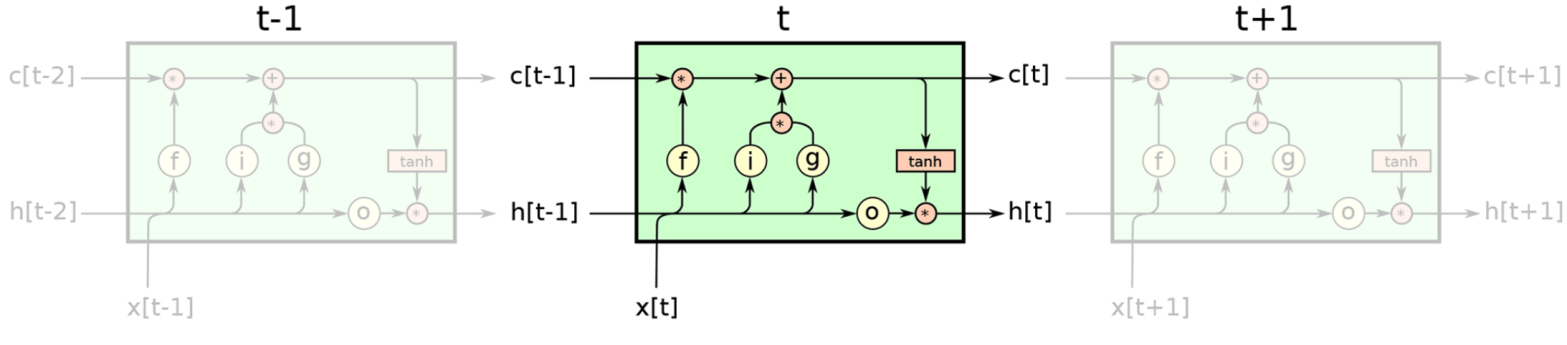 t-1 t t+1
c[t-2] * + c[t-1] * + c[t] * + c[t+1]
* * *
f i g tanh f i g tanh f i g tanh
h[t-2] o * h[t-1] o * h[t] o * h[t+1]
x[t-1] x[t] x[t+1]